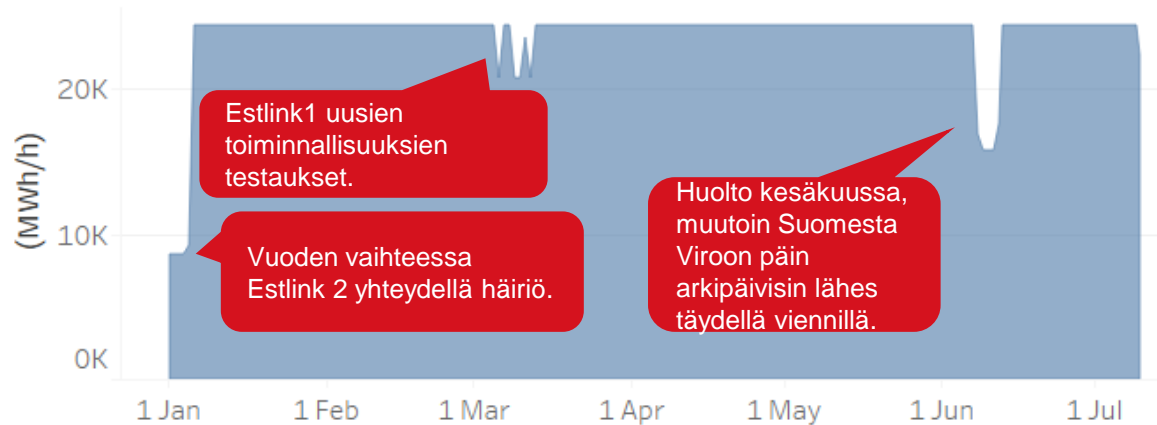 20K
10K
0K
(MWh/h)
Estlink1 uusien
toiminnallisuuksien
testaukset.
Vuoden vaihteessa
Estlink 2 yhteydellä häiriö.
Huolto kesäkuussa,
muutoin Suomesta
Viroon päin
arkipäivisin lähes
täydellä viennillä.
1 Jan
1 Feb
1 Mar
1 Apr
1 May
1 Jun
1 Jul